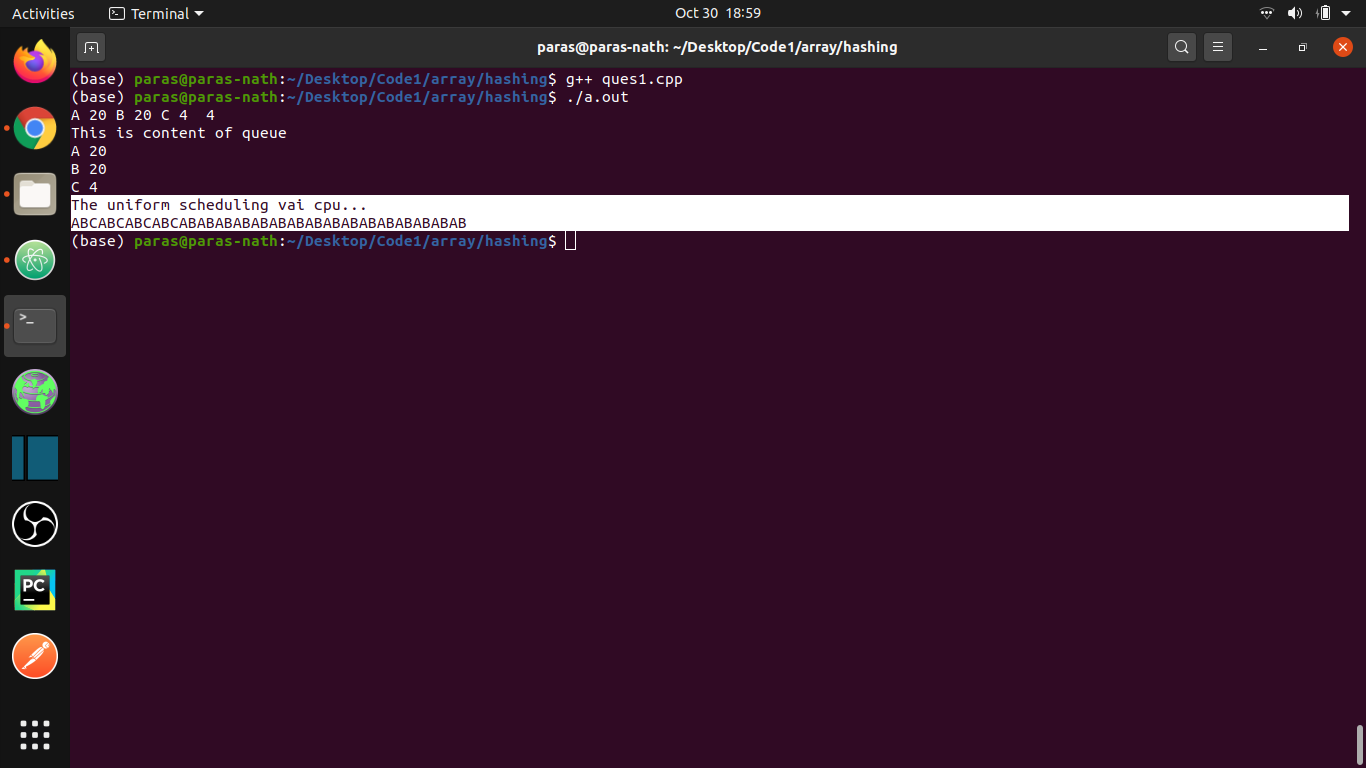 Activities
Terminal
Oct 30 18:59
paras@paras-nath: ~/Desktop/Code1/array/hashing
(base) paras@paras-nath:~/Desktop/Code1/array/hashing$ g++ ques1.cpp
(base) paras@paras-nath:~/Desktop/Code1/array/hashing$ ./a.out
A 20 B 20 C 4  4
This is content of queue
A 20
B 20
C 4
The uniform scheduling vai cpu...
ABCABCABCABCABABABABABABABABABABABABABABABAB
(base) paras@paras-nath:~/Desktop/Code1/array/hashing$
>_
PC